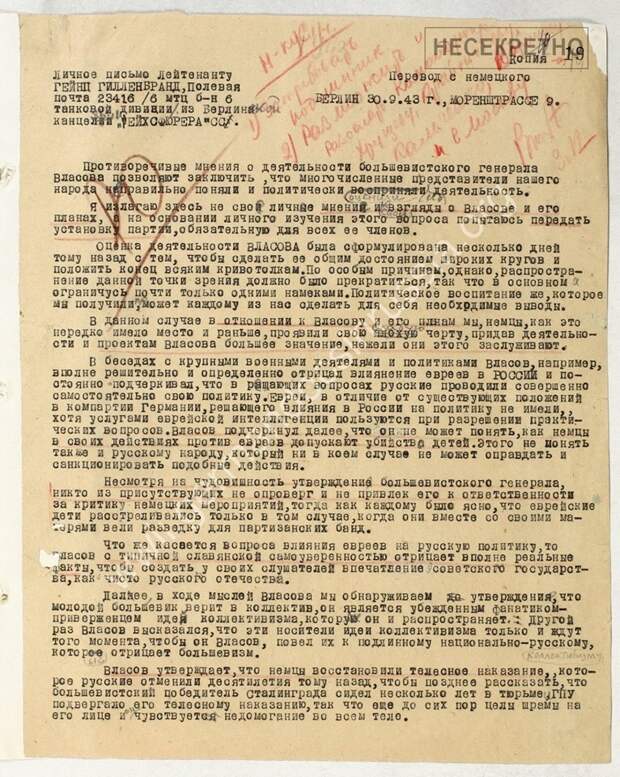 НЕСЕКРЕТНО
Копия 19
Личное письмо Лейтенанту
ГЕЙНЦ ГИЛЛЕНБРАНД, Полевая
почта 23416 /6 мтц б-н 6
танковой дивизии/ из Берлинской
канцелии "РЕЙХСФЮРЕРА"СС".
Перевод с немецкого
БЕРЛИН 30.9.43 г., МОРЕНШТРАССЕ 9.
Противоречивые мнения о деятельности большевистского генерала
Власова позволяют заключить ,что многочисленные представители нашего
народа неправильно поняли и политически восприняли деятельность.
Я излагаю здесь не свои личные мнения и взгляды о Власове и его
планах, а на основании личного изучения этого вопроса попытаюсь передать
установку партии,обязательную для всех ее членов.
Оценка деятельности ВЛАСОВА была сформулирована несколько дней
тому назад с тем, чтобы сделать ее общим достоянием широких кругов и
положить конец всяким кривотолкам.По особым причинам,однако,распростра-
нение данной точки зрения должно было прекратиться,так что в основном
ограничусь почти только одними намеками.Политическое воспитание же,которое
мы получили,может каждому из нас сделать для себя необходимые выводы.
В данном случае в отношении к Власову и его планам мы,немцы,как это
нередко имело место и раньше,проявили свою плохую черту,придав деятельно-
сти и проектам Власова большее значение,нежели они этого заслуживают.
В беседах с крупными военными деятелями и политиками Власов,например,
вполне решительно и определенно отрицал влияние евреев в РОССИИ и по-
стоянно подчеркивал,что в решающих вопросах русские проводили совершенно
самостоятельно свою политику.Евреи,в отличие от существующих положений
в компартии Германии,решающего влияния в России на политику не имели,
хотя услугами еврейской интеллигенции пользуются при разрешении практи-
ческих вопросов.Власов подчеркнул далее,что он не может понять,как немцы
в своих действиях против евреев допускают убийство детей.Этого не понять
также и русскому народу,который ни в коем случае не может оправдать и
санкционировать подобные действия.
Несмотря на чудовищность утверждений большевистского генерала,
никто из присутствующих не опроверг и не привлек его к ответственности
за критику немецких мероприятий,тогда как каждому было ясно,что еврейские
дети расстреливались только в том случае,когда они вместе со своими ма-
терями вели разведку для партизанских банд.
Что же касается вопроса влияния евреев на русскую политику,то
Власов с типичной славянской самоуверенностью отрицает вполне реальные
факты,чтобы создать у своих слушателей впечатление советского государст-
ва,как чисто русского отечества.
Далее,в ходе мыслей Власова мы обнаруживаем утверждения,что
молодой большевик верит в коллектив,он является убежденным фанатиком-
приверженцем идеи коллективизма,которую он и распространяет. Другой
раз Власов высказался,что эти носители идеи коллективизма только и ждут
того момента,чтобы он Власов, повел их к подлинному национально-русскому,
которое отрицает большевизм.
Власов утверждает,что немцы восстановили телесное наказание,,кото-
рое русские отменили десятилетия тому назад,чтобы позднее рассказать,что
большевистский победитель Сталинграда сидел несколько лет в тюрьме,ГПУ
подвергало его телесному наказанию,так что еще до сих пор целы шрамы на
его лице и чувствуется недомогание во всем теле.